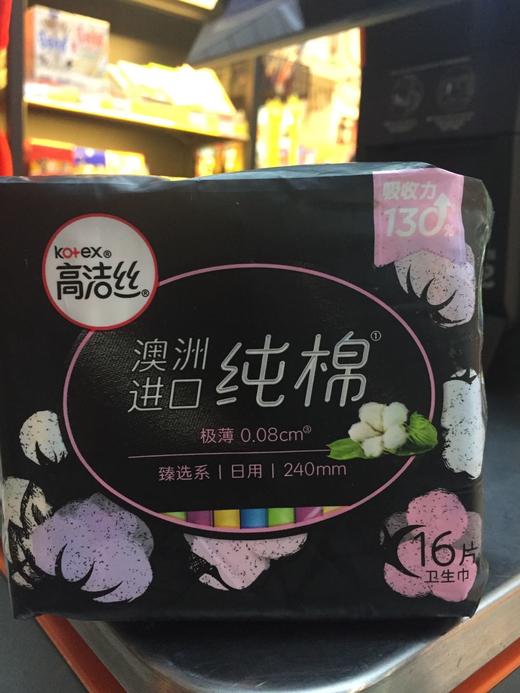 吸收力
130%
Kotex®
高洁丝®
澳洲
进口
纯棉①
极薄 0.08cm③
臻选系 | 日用 | 240mm
16片
卫生巾